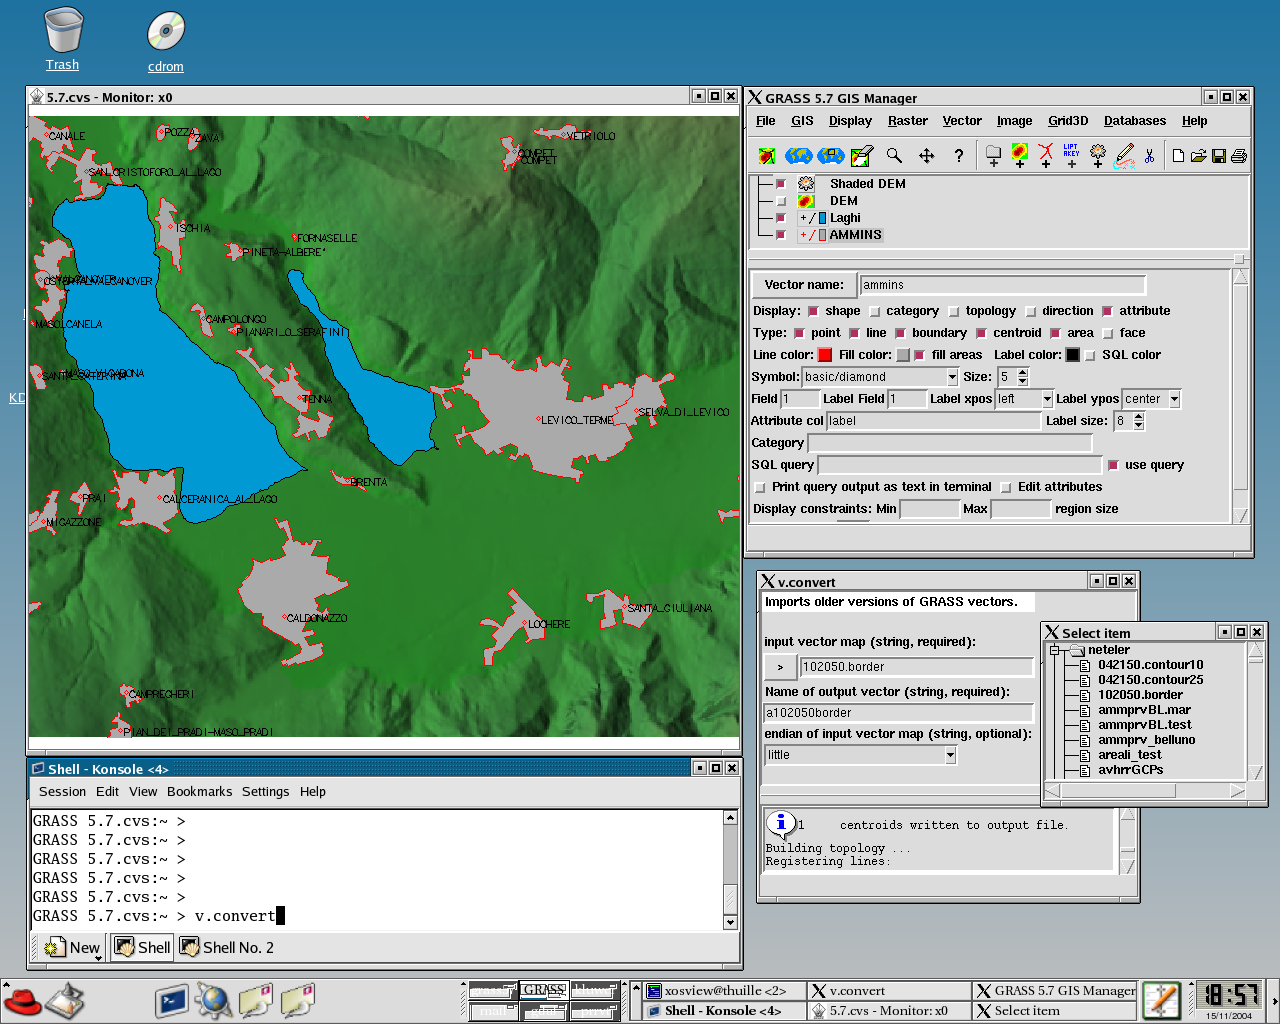 Trash
cdrom
5.7.cvs - Monitor: x0
CANALE
POZZA
ZAVA
VETRIOLO
COMPET
COMPET
SAN_CRISTOFORO_AL_LAGO
ISCHIA
FORNASELLE
PINETA-ALBERE'
MASO_CANELA
CAMPOLONGO
PIANARI_O_SERAFINI
TENNA
LEVICO_TERME
SELVA_DI_LEVICO
BRENTA
PRAI
CALCERANICA_AL_LAGO
MIGAZZONE
CALDONAZZO
LOCHERE
SANTA_GIULIANA
CAMPREGHERI
PIAN_DEI_PRADI-MASO_PRADI
KD
GRASS 5.7 GIS Manager
File GIS Display Raster Vector Image Grid3D Databases Help
Shaded DEM
DEM
Laghi
AMMINS
Vector name: ammins
Display: shape category topology direction attribute
Type: point line boundary centroid area face
Line color: Fill color: fill areas Label color: SQL color
Symbol: basic/diamond Size: 5
Field 1 Label Field 1 Label xpos left Label ypos center
Attribute col label Label size: 8
Category
SQL query use query
Print query output as text in terminal Edit attributes
Display constraints: Min Max region size
v.convert
Imports older versions of GRASS vectors.
input vector map (string, required):
> 102050.border
Name of output vector (string, required):
a102050border
endian of input vector map (string, optional):
little
1 centroids written to output file.
Building topology ...
Registering lines:
Select item
neteler
042150.contour10
042150.contour25
102050.border
ammprvBL.mar
ammprvBL.test
ammprv_belluno
areali_test
avhrrGCPs
Shell - Konsole <4>
Session Edit View Bookmarks Settings Help
GRASS 5.7.cvs:~ >
GRASS 5.7.cvs:~ >
GRASS 5.7.cvs:~ >
GRASS 5.7.cvs:~ >
GRASS 5.7.cvs:~ >
GRASS 5.7.cvs:~ > v.convert
New Shell Shell No. 2
GRASS
mail
xosview@thuille <2>
v.convert
GRASS 5.7 GIS Manager
Shell - Konsole <4>
5.7.cvs - Monitor: x0
Select item
18:57
15/11/2004